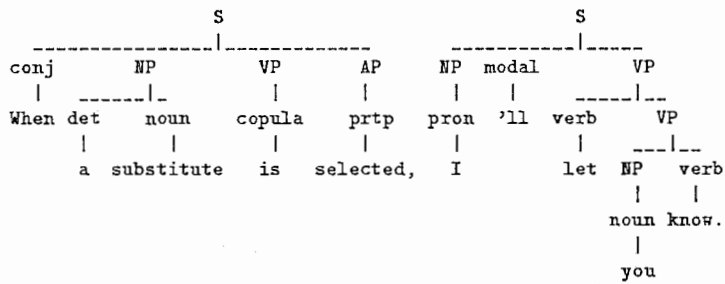 S S
conj NP VP AP NP modal VP
When det noun copula prtp pron 'll verb VP
a substitute is selected, I let NP verb
noun know.
you